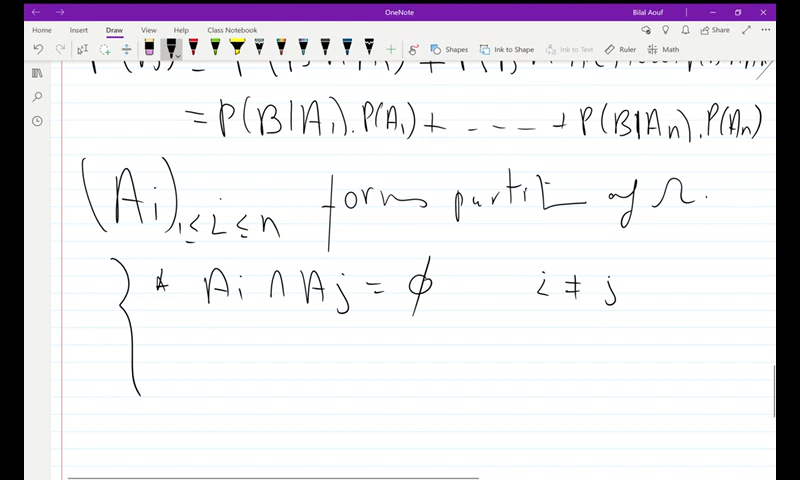 OneNote
Bilal Aouf
Home Insert Draw View Help Class Notebook
Share
Shapes Ink to Shape Ink to Text Ruler Math
= P(B|A1).P(A1) + - - - - + P(B|An).P(An)
(Ai)1≤i≤n forms partit of Ω.
* Ai ∩ Aj = ϕ i ≠ j